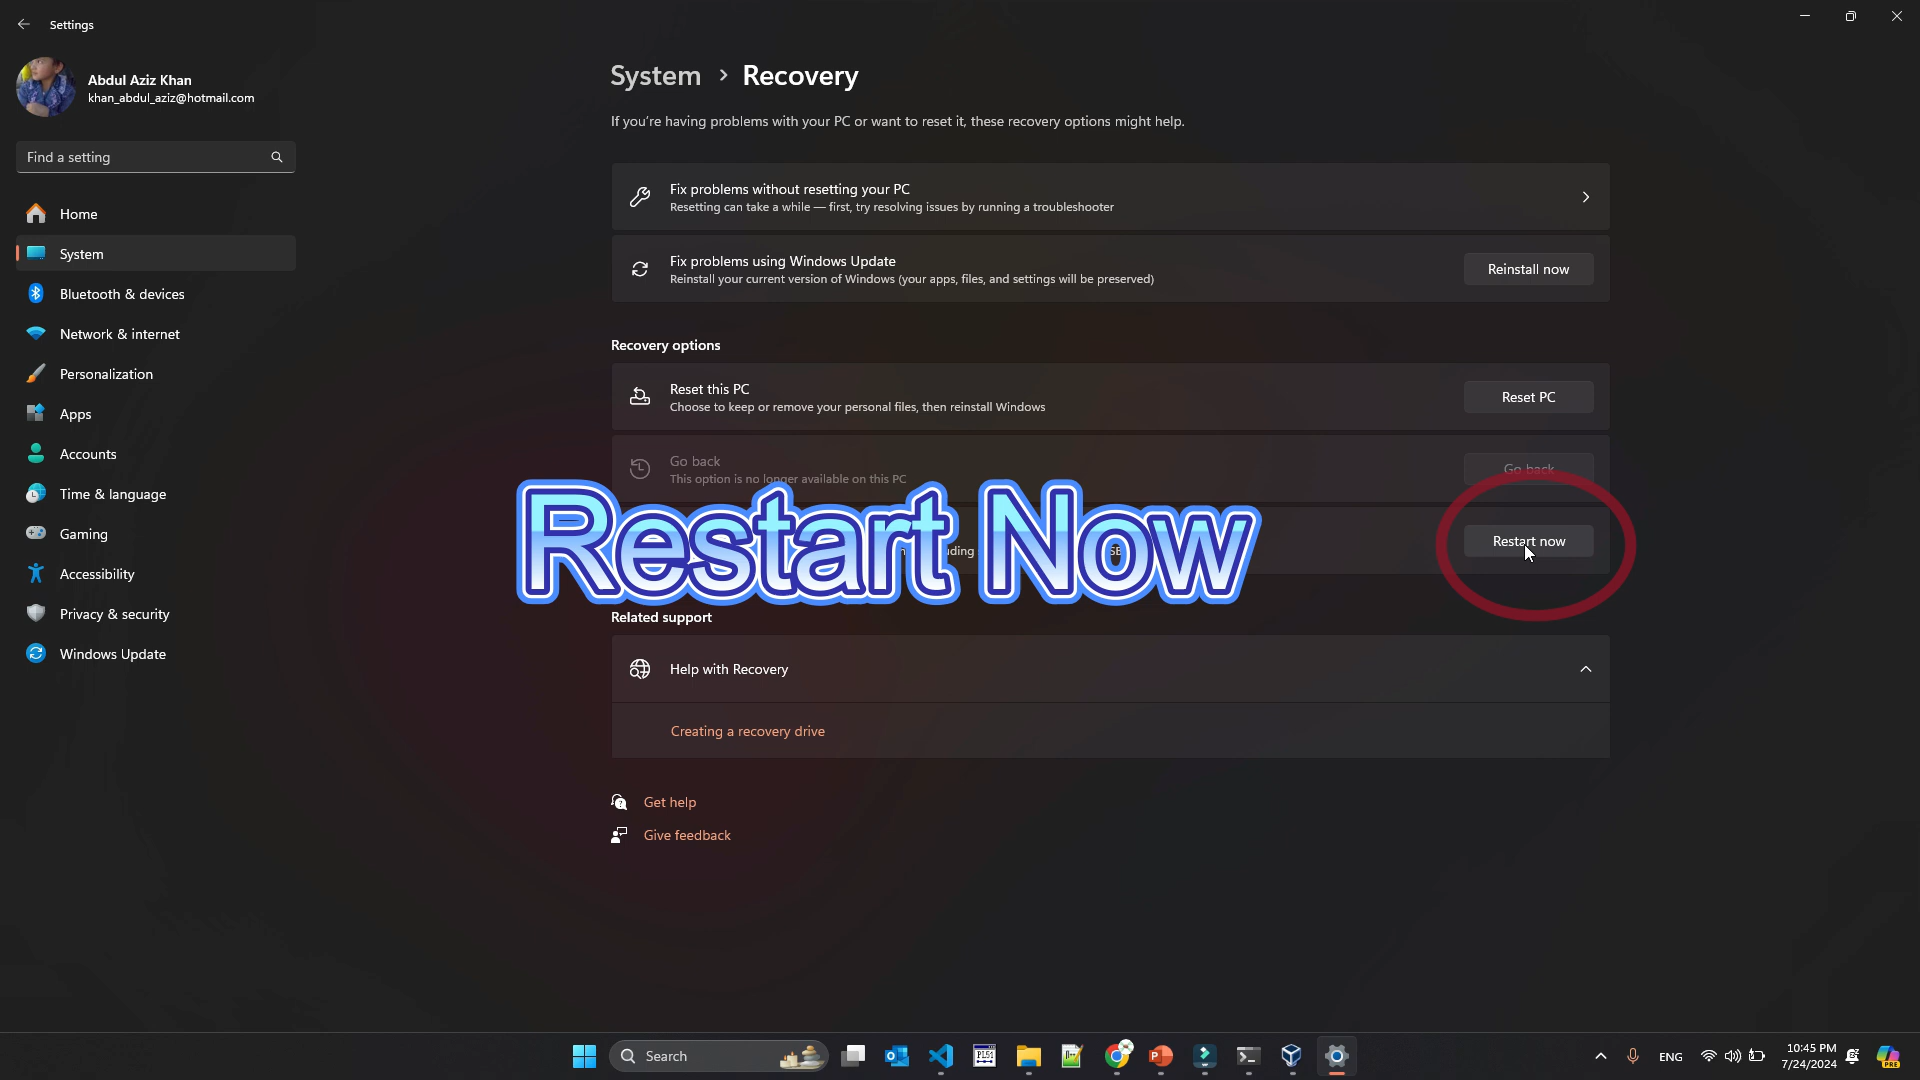 Settings
Abdul Aziz Khan
khan_abdul_aziz@hotmail.com
Find a setting
Home
System
Bluetooth & devices
Network & internet
Personalization
Apps
Accounts
Time & language
Gaming
Accessibility
Privacy & security
Windows Update
System > Recovery
If you're having problems with your PC or want to reset it, these recovery options might help.
Fix problems without resetting your PC
Resetting can take a while — first, try resolving issues by running a troubleshooter
Fix problems using Windows Update
Reinstall your current version of Windows (your apps, files, and settings will be preserved)
Reinstall now
Recovery options
Reset this PC
Choose to keep or remove your personal files, then reinstall Windows
Reset PC
Go back
This option is no longer available on this PC
Go back
Restart Now
Restart now
Related support
Help with Recovery
Creating a recovery drive
Get help
Give feedback
Search
PL51
ENG
10:45 PM
7/24/2024
PRE